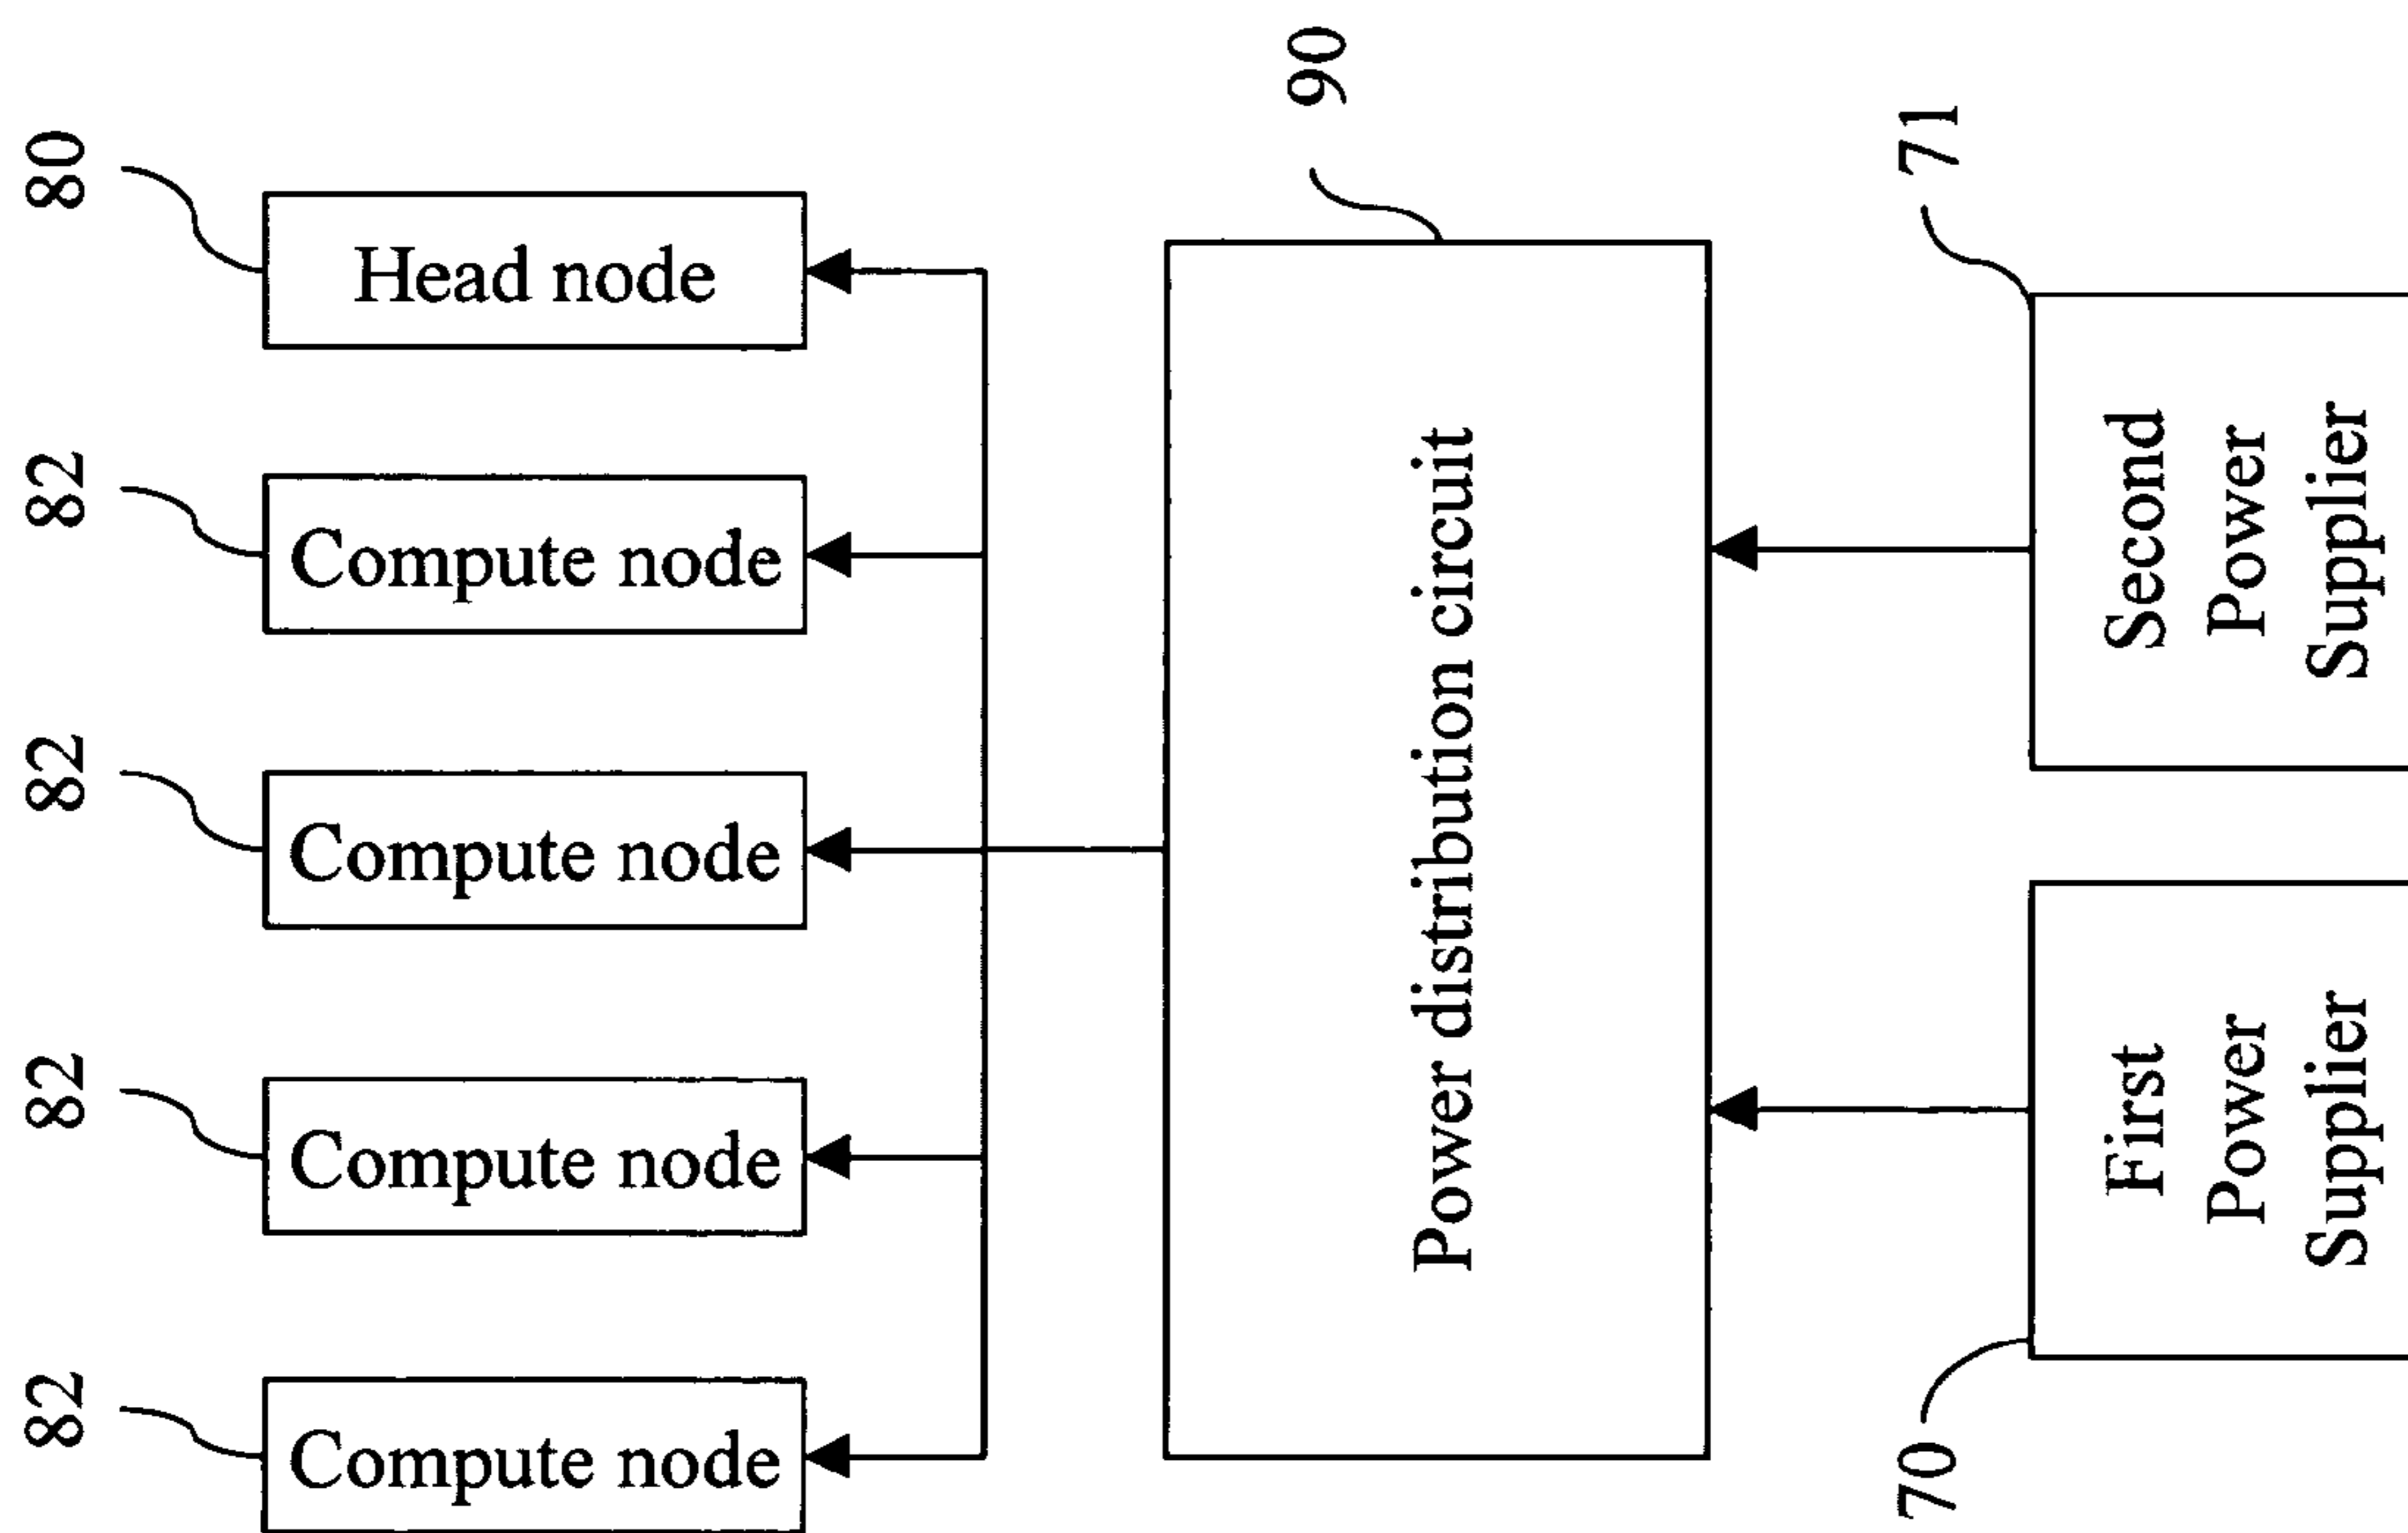 80
Head node
82
Compute node
82
Compute node
82
Compute node
82
Compute node
90
Power distribution circuit
71
Second
Power
Supplier
70
First
Power
Supplier